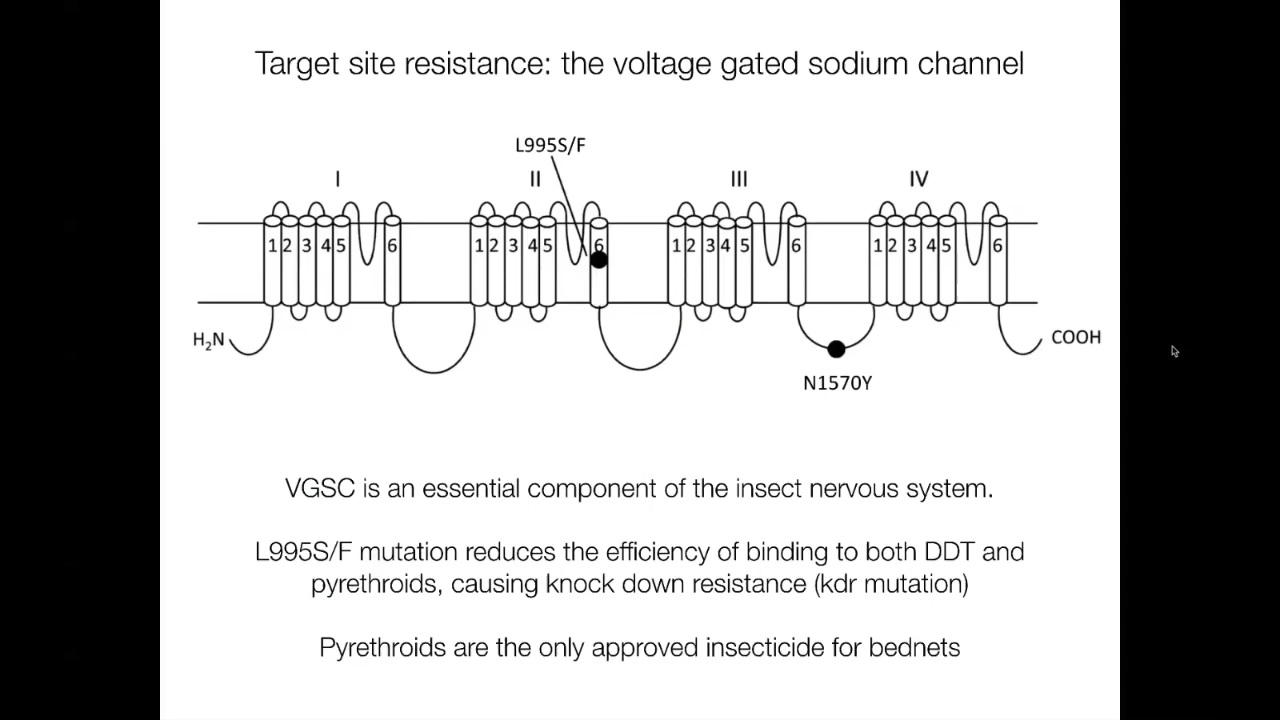 Target site resistance: the voltage gated sodium channel
L995S/F
I II III IV
1 2 3 4 5 6 1 2 3 4 5 6 1 2 3 4 5 6 1 2 3 4 5 6
H₂N COOH
N1570Y
VGSC is an essential component of the insect nervous system.
L995S/F mutation reduces the efficiency of binding to both DDT and
pyrethroids, causing knock down resistance (kdr mutation)
Pyrethroids are the only approved insecticide for bednets